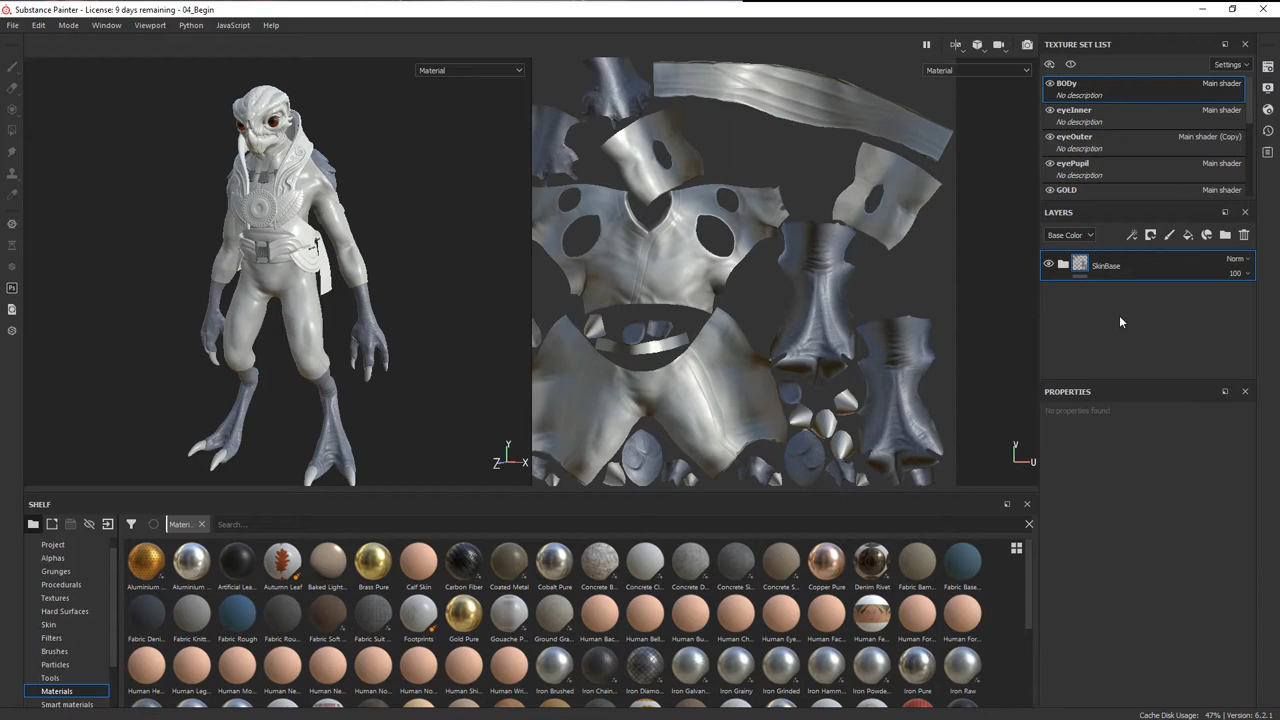 Substance Painter - License: 9 days remaining - 04_Begin
File Edit Mode Window Viewport Python JavaScript Help
Material
Material
Y
Z X
V
U
TEXTURE SET LIST
Settings
BODy Main shader
No description
eyeInner Main shader
No description
eyeOuter Main shader (Copy)
No description
eyePupil Main shader
No description
GOLD Main shader
LAYERS
Base Color
SkinBase Norm
100
PROPERTIES
No properties found
SHELF
Materi... Search...
Project
Alphas
Grunges
Procedurals
Textures
Hard Surfaces
Skin
Filters
Brushes
Particles
Tools
Materials
Smart materials
Aluminium ... Aluminium ... Artificial Lea... Autumn Leaf Baked Light... Brass Pure Calf Skin Carbon Fiber Coated Metal Cobalt Pure Concrete B... Concrete Cl... Concrete D... Concrete Si... Concrete S... Copper Pure Denim Rivet Fabric Bam... Fabric Base...
Fabric Deni... Fabric Knitt... Fabric Rough Fabric Rou... Fabric Soft ... Fabric Suit ... Footprints Gold Pure Gouache P... Ground Gra... Human Bac... Human Bell... Human Bu... Human Ch... Human Eye... Human Fac... Human Fe... Human For... Human For...
Human He... Human Leg... Human Mo... Human Ne... Human Ne... Human No... Human No... Human Shi... Human Wri... Iron Brushed Iron Chain... Iron Diamo... Iron Galvan... Iron Grainy Iron Grinded Iron Hamm... Iron Powde... Iron Pure Iron Raw
Cache Disk Usage: 47% | Version: 6.2.1